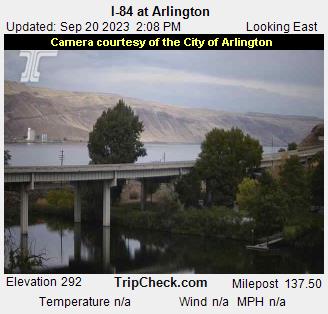 I-84 at Arlington
Updated: Sep 20 2023 2:08 PM Looking East
Camera courtesy of the City of Arlington
Elevation 292 TripCheck.com Milepost 137.50
Temperature n/a Wind n/a MPH n/a